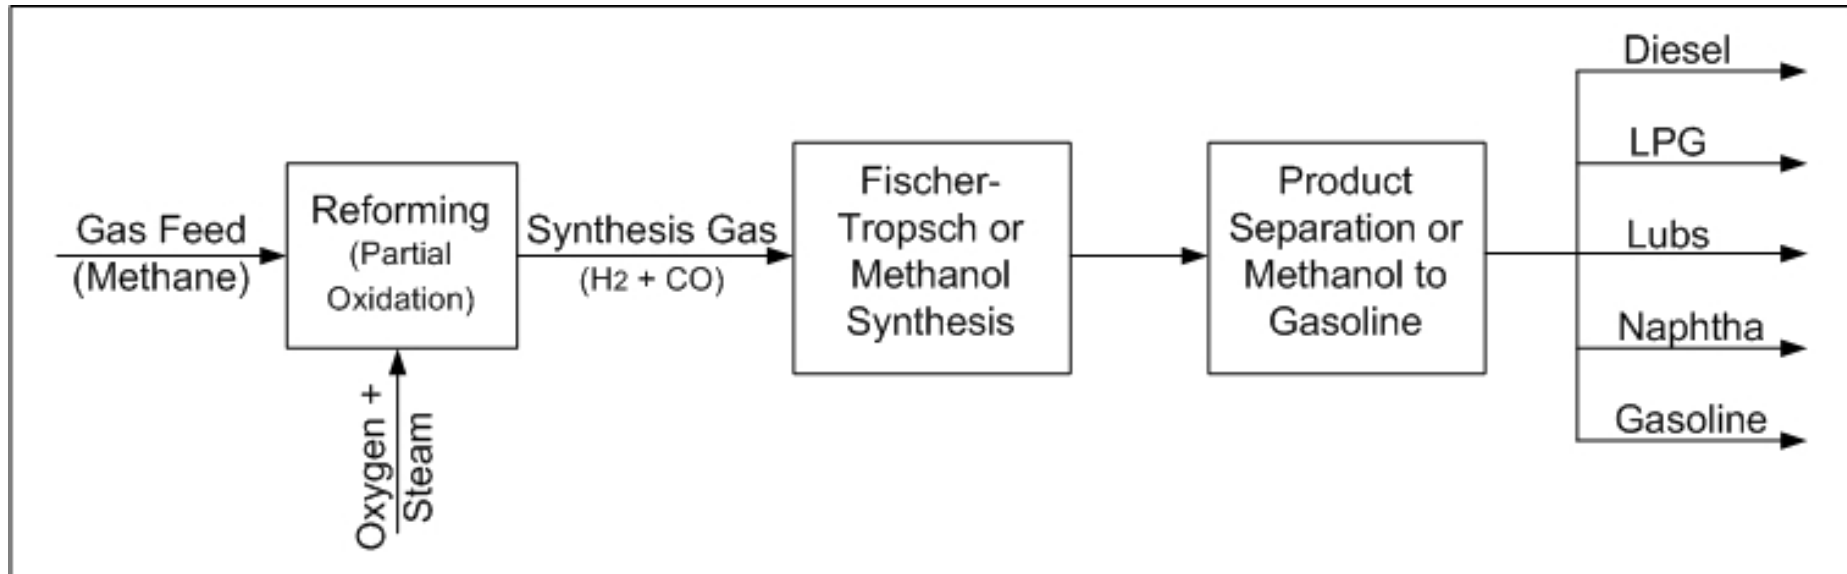 Gas Feed
(Methane)
Reforming
(Partial
Oxidation)
Oxygen +
Steam
Synthesis Gas
(H2 + CO)
Fischer-
Tropsch or
Methanol
Synthesis
Product
Separation or
Methanol to
Gasoline
Diesel
LPG
Lubs
Naphtha
Gasoline